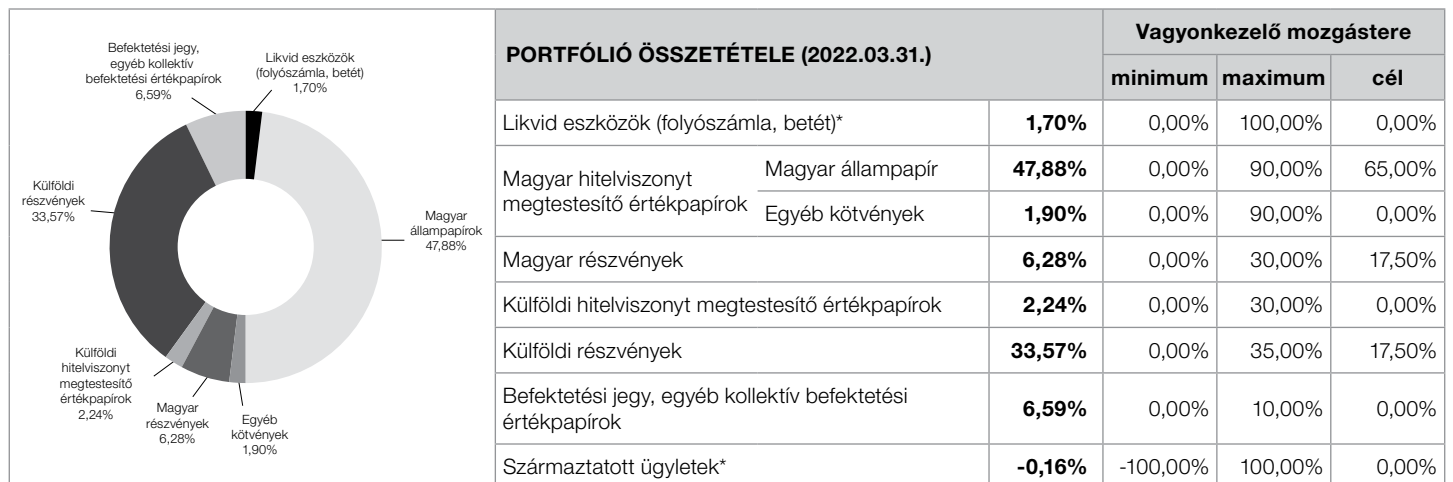 Befektetési jegy,
egyéb kollektív
befektetési értékpapírok
6,59%
Likvid eszközök
(folyószámla, betét)
1,70%
Külföldi
részvények
33,57%
Magyar
állampapírok
47,88%
Külföldi
hitelviszonyt
megtestesítő
értékpapírok
2,24%
Magyar
részvények
6,28%
Egyéb
kötvények
1,90%
PORTFÓLIÓ ÖSSZETÉTELE (2022.03.31.)
Vagyonkezelő mozgástere
minimum maximum cél
Likvid eszközök (folyószámla, betét)* 1,70% 0,00% 100,00% 0,00%
Magyar hitelviszonyt
megtestesítő értékpapírok
Magyar állampapír 47,88% 0,00% 90,00% 65,00%
Egyéb kötvények 1,90% 0,00% 90,00% 0,00%
Magyar részvények 6,28% 0,00% 30,00% 17,50%
Külföldi hitelviszonyt megtestesítő értékpapírok 2,24% 0,00% 30,00% 0,00%
Külföldi részvények 33,57% 0,00% 35,00% 17,50%
Befektetési jegy, egyéb kollektív befektetési
értékpapírok 6,59% 0,00% 10,00% 0,00%
Származtatott ügyletek* -0,16% -100,00% 100,00% 0,00%